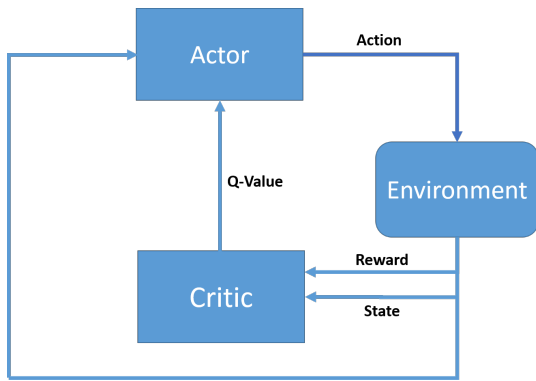 Actor
Action
Q-Value
Environment
Reward
Critic
State